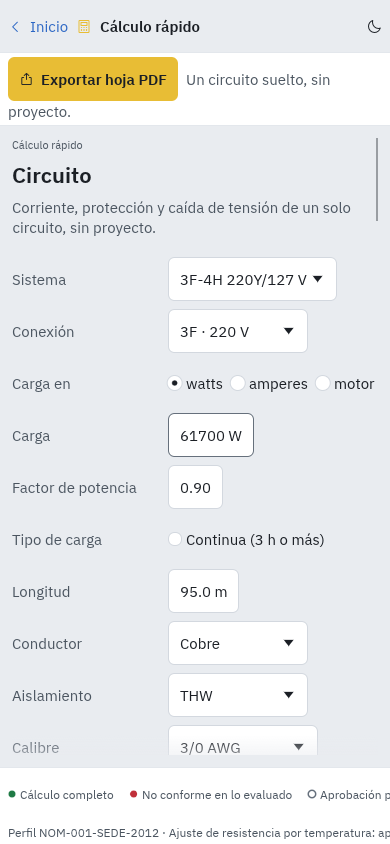 Inicio Cálculo rápido
Exportar hoja PDF Un circuito suelto, sin
proyecto.
Cálculo rápido
Circuito
Corriente, protección y caída de tensión de un solo
circuito, sin proyecto.
Sistema 3F-4H 220Y/127 V
Conexión 3F · 220 V
Carga en watts amperes motor
Carga 61700 W
Factor de potencia 0.90
Tipo de carga Continua (3 h o más)
Longitud 95.0 m
Conductor Cobre
Aislamiento THW
Calibre 3/0 AWG
Cálculo completo No conforme en lo evaluado Aprobación p
Perfil NOM-001-SEDE-2012 · Ajuste de resistencia por temperatura: ap